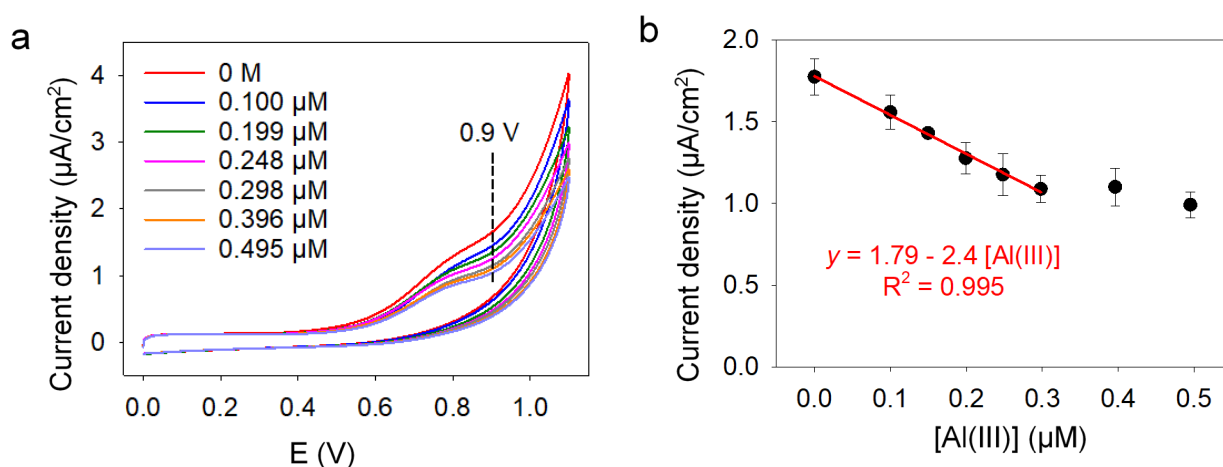 a
Current density (µA/cm²)
4
3
2
1
0
0 M
0.100 µM
0.199 µM
0.248 µM
0.298 µM
0.396 µM
0.495 µM
0.9 V
0.0 0.2 0.4 0.6 0.8 1.0
E (V)
b
Current density (µA/cm²)
2.0
1.5
1.0
0.5
0.0
y = 1.79 - 2.4 [Al(III)]
R² = 0.995
0.0 0.1 0.2 0.3 0.4 0.5
[Al(III)] (µM)